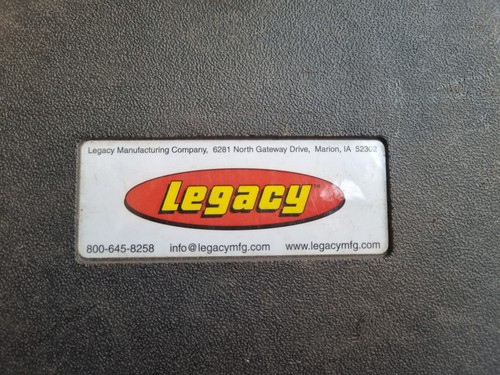 Legacy Manufacturing Company, 6281 North Gateway Drive, Marion, IA 52302
Legacy™
800-645-8258 info@legacymfg.com www.legacymfg.com